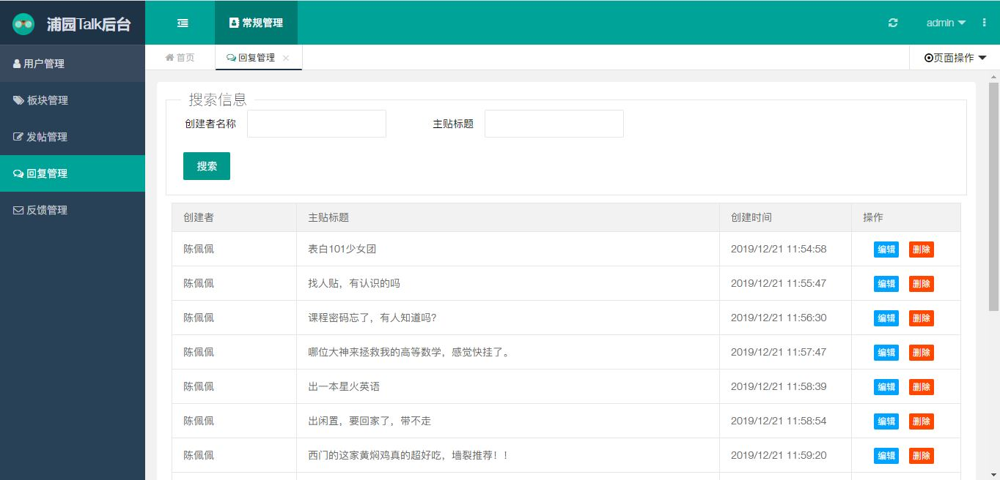 浦园Talk后台
常规管理
admin
用户管理
板块管理
发帖管理
回复管理
反馈管理
首页
回复管理
页面操作
搜索信息
创建者名称
主贴标题
搜索
创建者 主贴标题 创建时间 操作
陈佩佩 表白101少女团 2019/12/21 11:54:58 编辑 删除
陈佩佩 找人贴，有认识的吗 2019/12/21 11:55:47 编辑 删除
陈佩佩 课程密码忘了，有人知道吗? 2019/12/21 11:56:30 编辑 删除
陈佩佩 哪位大神来拯救我的高等数学，感觉快挂了。 2019/12/21 11:57:47 编辑 删除
陈佩佩 出一本星火英语 2019/12/21 11:58:39 编辑 删除
陈佩佩 出闲置，要回家了，带不走 2019/12/21 11:58:54 编辑 删除
陈佩佩 西门的这家黄焖鸡真的超好吃，墙裂推荐！！ 2019/12/21 11:59:20 编辑 删除